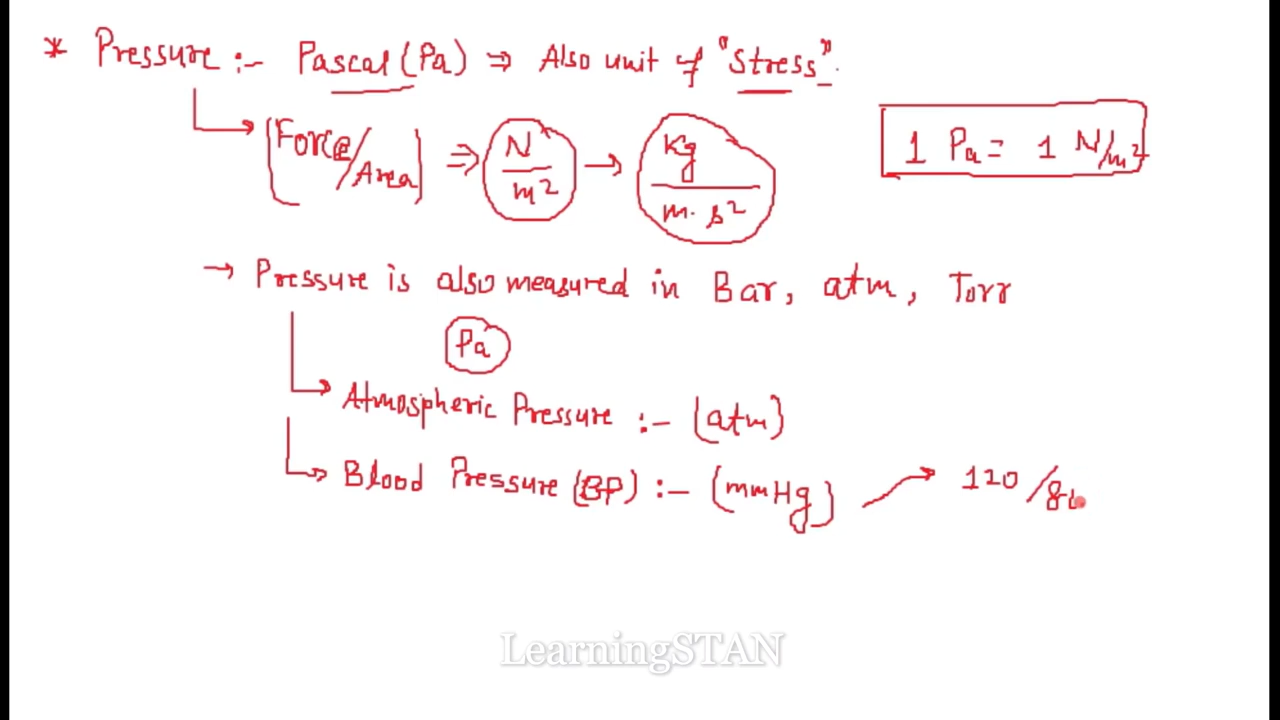 * Pressure :- Pascal (Pa) ⇒ Also unit of "Stress".
[Force/Area] ⇒ N/m² → Kg/m·s²
1 Pa = 1 N/m²
→ Pressure is also measured in Bar, atm, Torr
Pa
Atmospheric Pressure :- (atm)
Blood Pressure (BP) :- (mmHg) → 120/80
LearningSTAN